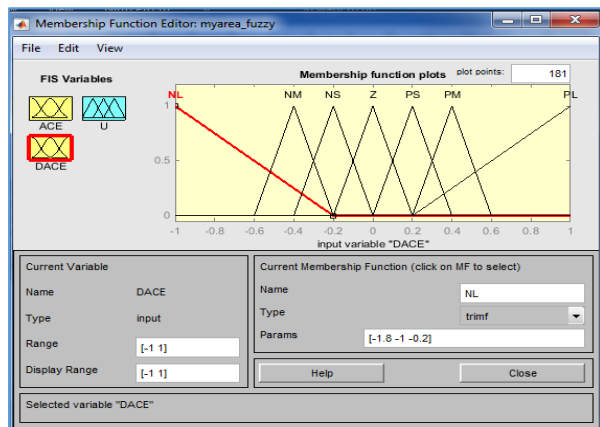 Membership Function Editor: myarea_fuzzy
File Edit View
FIS Variables
ACE U
DACE
Membership function plots plot points: 181
NL NM NS Z PS PM PL
1
0.5
0
-1 -0.8 -0.6 -0.4 -0.2 0 0.2 0.4 0.6 0.8 1
input variable "DACE"
Current Variable
Name DACE
Type input
Range [-1 1]
Display Range [-1 1]
Current Membership Function (click on MF to select)
Name NL
Type trimf
Params [-1.8 -1 -0.2]
Help Close
Selected variable "DACE"